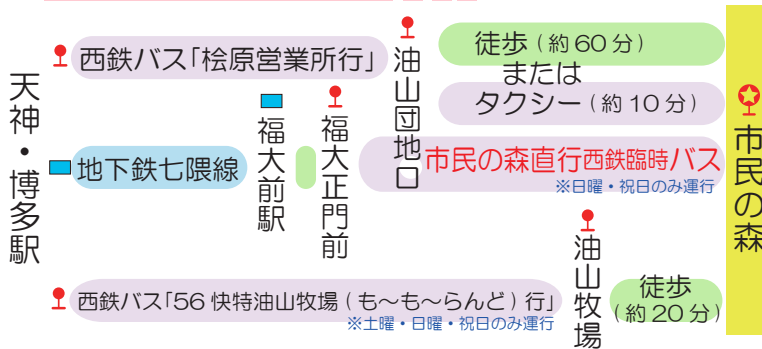 天神・博多駅
西鉄バス「桧原営業所行」
油山団地口
徒歩（約60分）
または
タクシー（約10分）
地下鉄七隈線
福大前駅
福大正門前
市民の森直行西鉄臨時バス
※日曜・祝日のみ運行
西鉄バス「56 快特油山牧場（も～も～らんど）行」
※土曜・日曜・祝日のみ運行
油山牧場
徒歩
（約20分）
市民の森